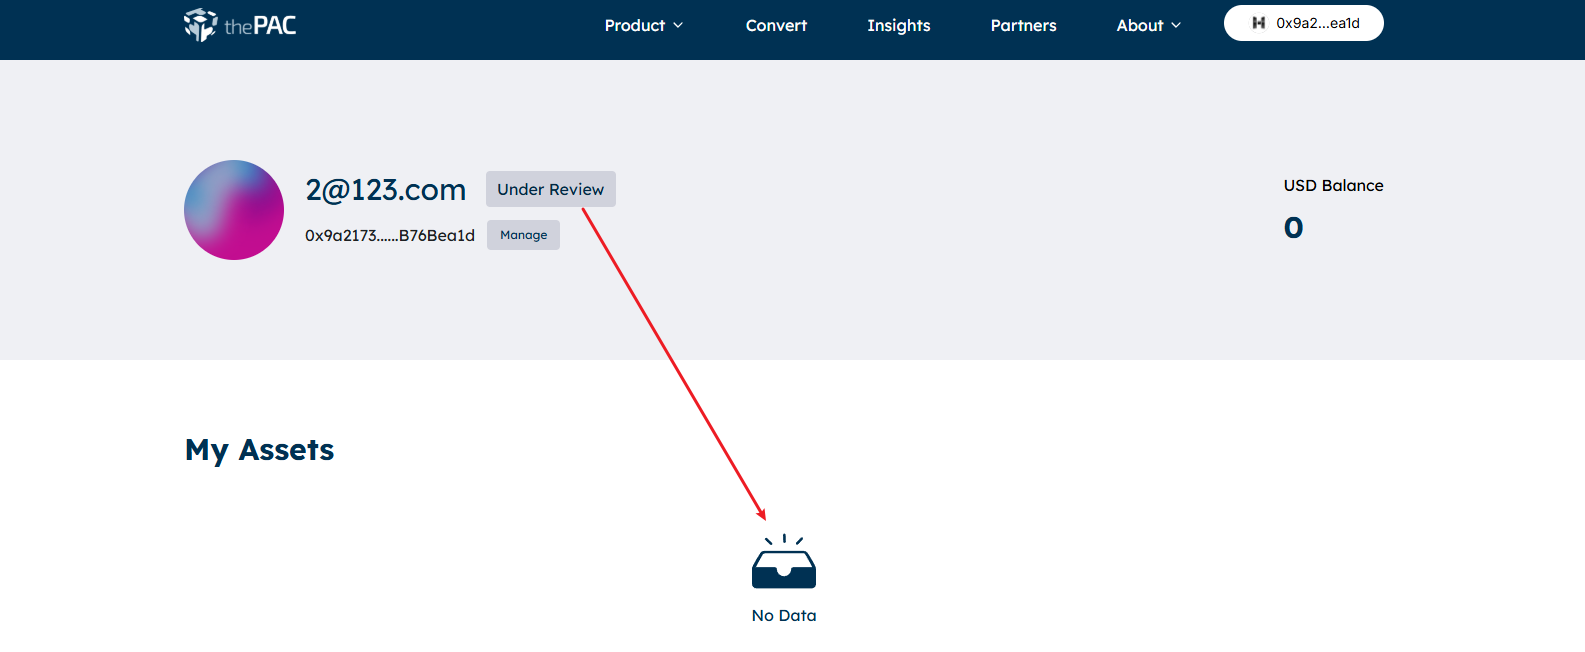 thePAC Product Convert Insights Partners About 0x9a2...ea1d
2@123.com Under Review
0x9a2173......B76Bea1d Manage
USD Balance
0
My Assets
No Data